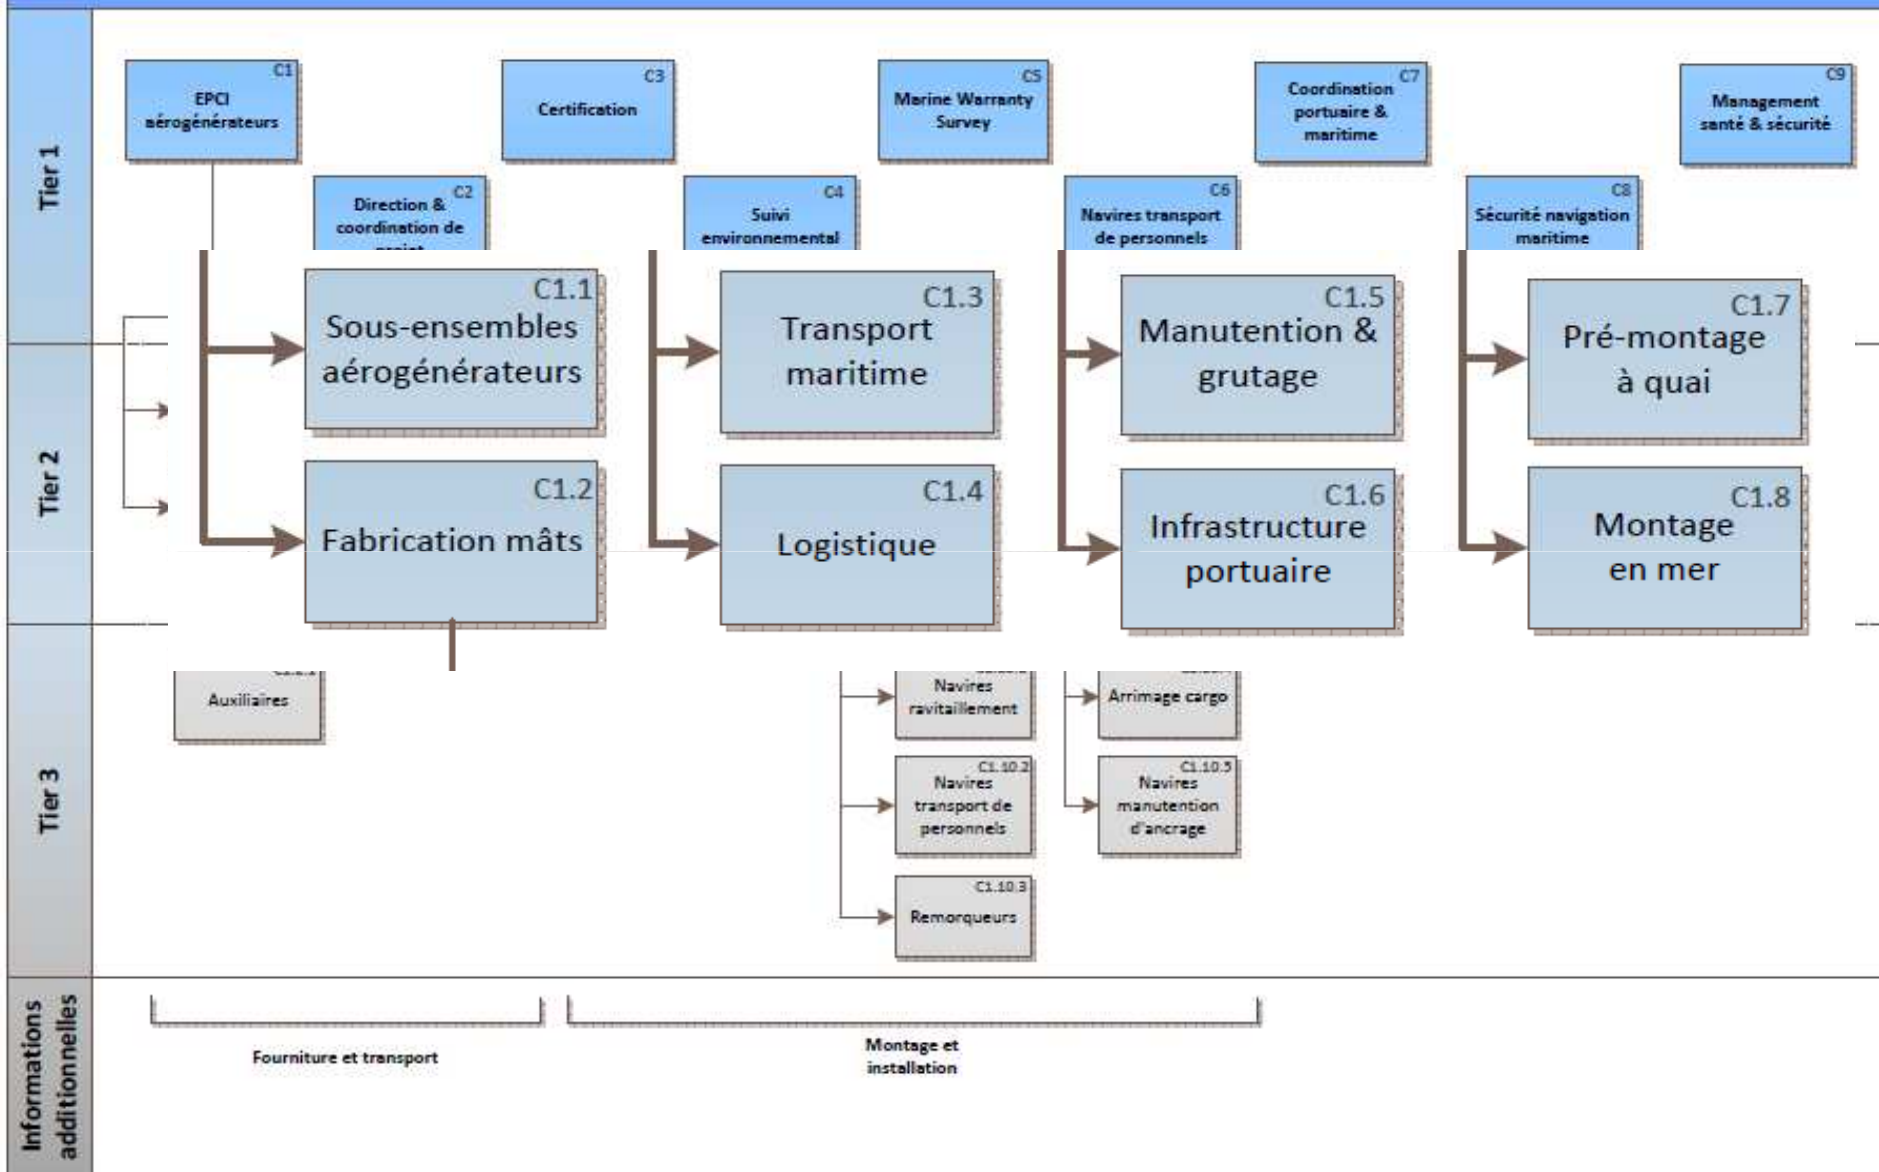 Tier 1
C1
EPCI
aérogénérateurs
C3
Certification
C5
Marine Warranty
Survey
C7
Coordination
portuaire &
maritime
C9
Management
santé & sécurité
C2
Direction &
coordination de
projet
C4
Suivi
environnemental
C6
Navires transport
de personnels
C8
Sécurité navigation
maritime
Tier 2
C1.1
Sous-ensembles
aérogénérateurs
C1.3
Transport
maritime
C1.5
Manutention &
grutage
C1.7
Pré-montage
à quai
C1.2
Fabrication mâts
C1.4
Logistique
C1.6
Infrastructure
portuaire
C1.8
Montage
en mer
Tier 3
C1.2.1
Auxiliaires
Navires
ravitaillement
Arrimage cargo
C1.10.2
Navires
transport de
personnels
C1.10.5
Navires
manutention
d'ancrage
C1.10.3
Remorqueurs
Informations
additionnelles
Fourniture et transport
Montage et
installation